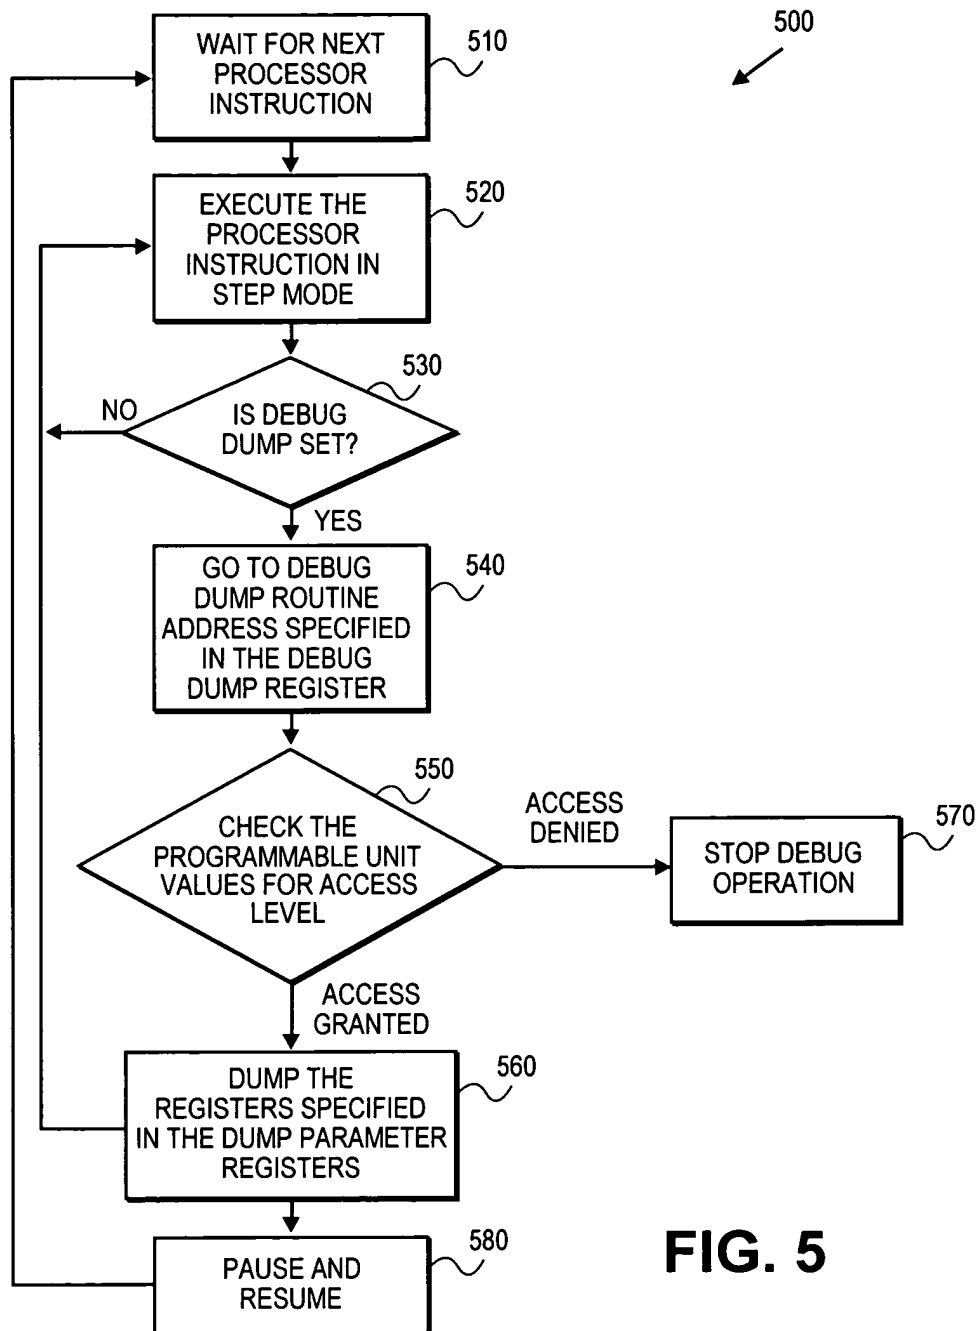 500
WAIT FOR NEXT
PROCESSOR
INSTRUCTION
510
EXECUTE THE
PROCESSOR
INSTRUCTION IN
STEP MODE
520
530
IS DEBUG
DUMP SET?
NO
YES
GO TO DEBUG
DUMP ROUTINE
ADDRESS SPECIFIED
IN THE DEBUG
DUMP REGISTER
540
550
CHECK THE
PROGRAMMABLE UNIT
VALUES FOR ACCESS
LEVEL
ACCESS
DENIED
STOP DEBUG
OPERATION
570
ACCESS
GRANTED
DUMP THE
REGISTERS SPECIFIED
IN THE DUMP PARAMETER
REGISTERS
560
PAUSE AND
RESUME
580
FIG. 5